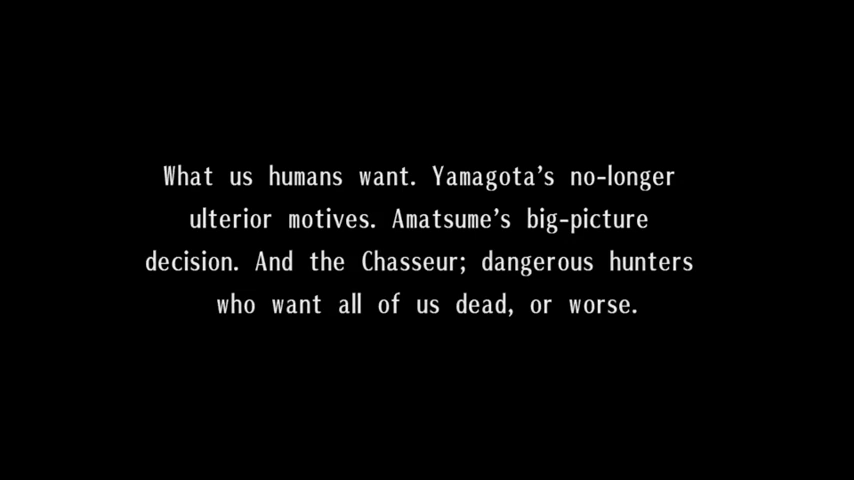 What us humans want. Yamagota’s no-longer
ulterior motives. Amatsume’s big-picture
decision. And the Chasseur; dangerous hunters
who want all of us dead, or worse.